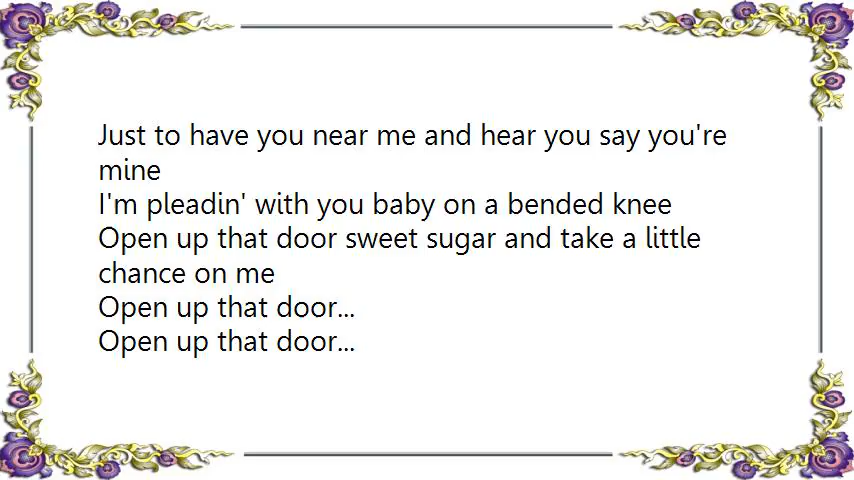 Just to have you near me and hear you say you're
mine
I'm pleadin' with you baby on a bended knee
Open up that door sweet sugar and take a little
chance on me
Open up that door...
Open up that door...